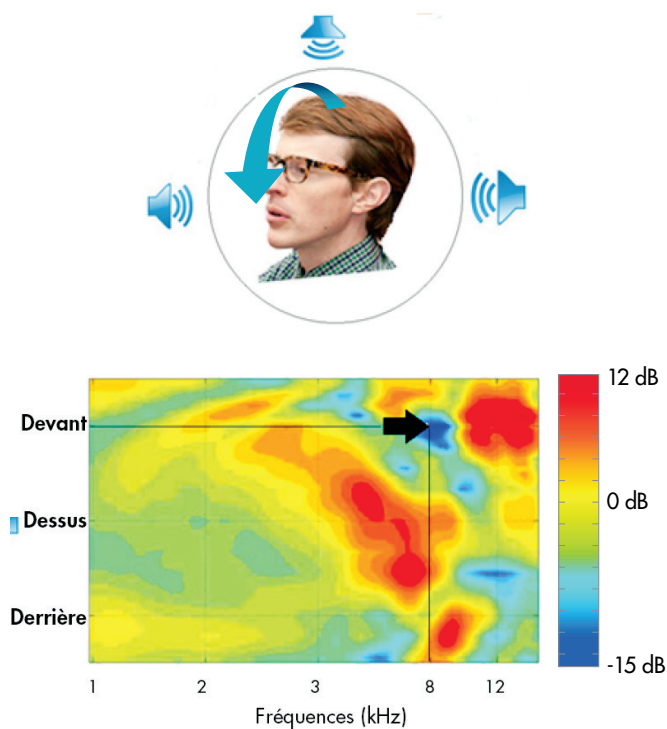 12 dB
Devant
0 dB
Dessus
Derrière
-15 dB
1 2 3 8 12
Fréquences (kHz)